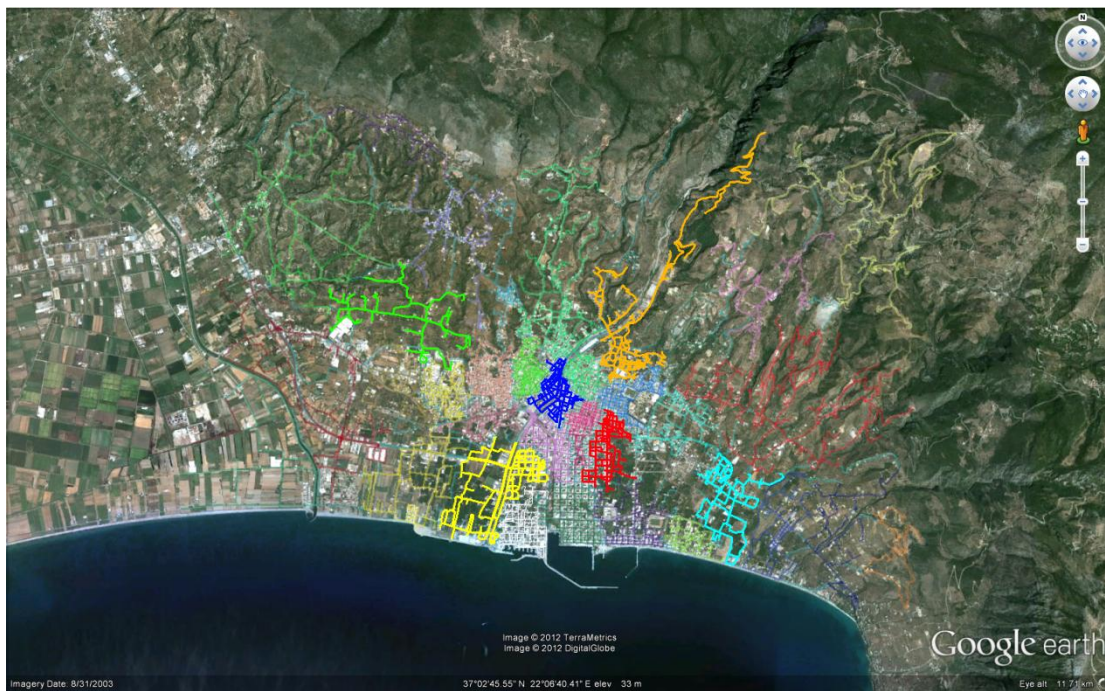 N
Image © 2012 TerraMetrics
Image © 2012 DigitalGlobe
Google earth
Imagery Date: 8/31/2003
37°02'45.55" N 22°06'40.41" E elev 33 m
Eye alt 11.71 km